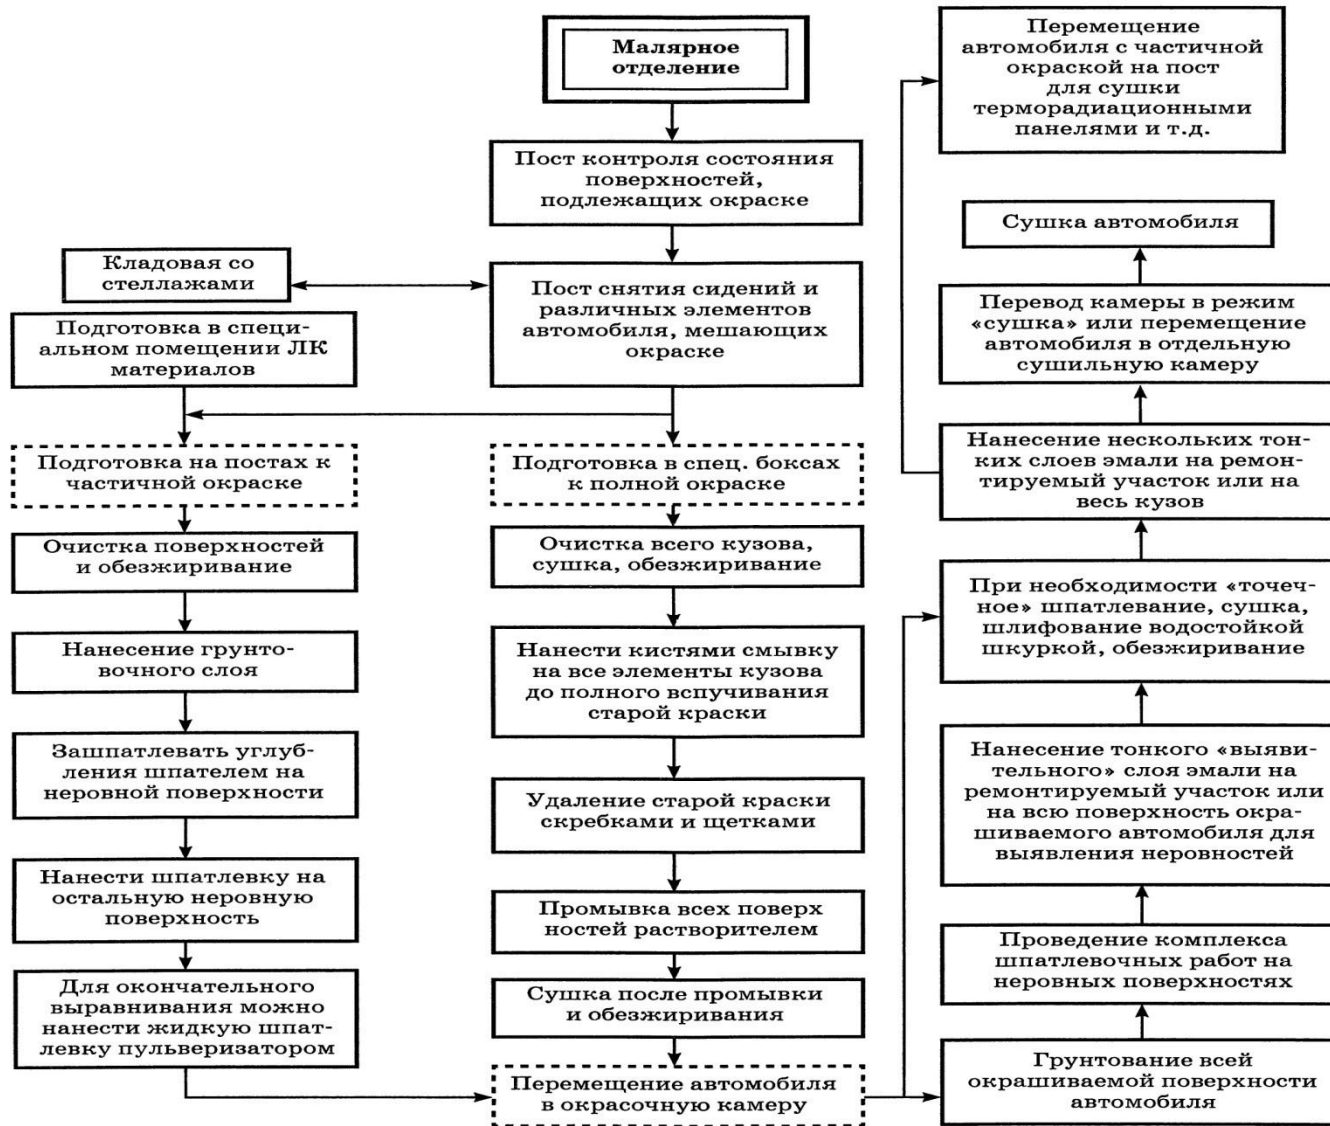 Малярное
отделение
Пост контроля состояния
поверхностей,
подлежащих окраске
Кладовая со
стеллажами
Пост снятия сидений и
различных элементов
автомобиля, мешающих
окраске
Подготовка в специ-
альном помещении ЛК
материалов
Подготовка на постах к
частичной окраске
Очистка поверхностей
и обезжиривание
Нанесение грунто-
вочного слоя
Зашпатлевать углуб-
ления шпателем на
неровной поверхности
Нанести шпатлевку на
остальную неровную
поверхность
Для окончательного
выравнивания можно
нанести жидкую шпат-
левку пульверизатором
Подготовка в спец. боксах
к полной окраске
Очистка всего кузова,
сушка, обезжиривание
Нанести кистями смывку
на все элементы кузова
до полного вспучивания
старой краски
Удаление старой краски
скребками и щетками
Промывка всех поверх
ностей растворителем
Сушка после промывки
и обезжиривания
Перемещение автомобиля
в окрасочную камеру
Перемещение
автомобиля с частичной
окраской на пост
для сушки
терморадиационными
панелями и т.д.
Сушка автомобиля
Перевод камеры в режим
«сушка» или перемещение
автомобиля в отдельную
сушильную камеру
Нанесение нескольких тон-
ких слоев эмали на ремон-
тируемый участок или на
весь кузов
При необходимости «точеч-
ное» шпатлевание, сушка,
шлифование водостойкой
шкуркой, обезжиривание
Нанесение тонкого «выяви-
тельного» слоя эмали на
ремонтируемый участок или
на всю поверхность окра-
шиваемого автомобиля для
выявления неровностей
Проведение комплекса
шпатлевочных работ на
неровных поверхностях
Грунтование всей
окрашиваемой поверхности
автомобиля